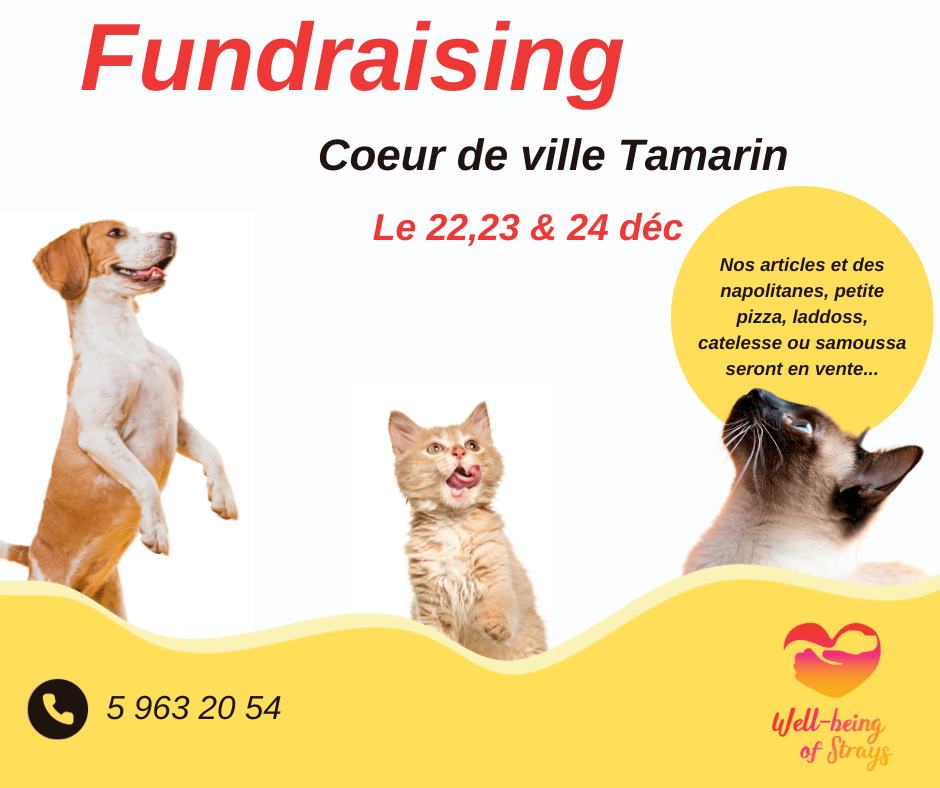 Fundraising
Coeur de ville Tamarin
Le 22,23 & 24 déc
Nos articles et des
napolitanes, petite
pizza, laddoss,
catelesse ou samoussa
seront en vente...
5 963 20 54
Well-being
of Strays